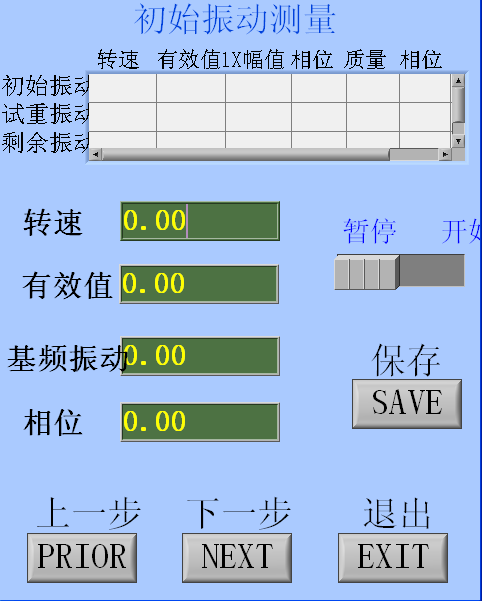 初始振动测量
转速 有效值1X幅值 相位 质量 相位
初始振动
试重振动
剩余振动
转速 0.00
暂停 开始
有效值 0.00
基频振动 0.00
保存
SAVE
相位 0.00
上一步 下一步 退出
PRIOR NEXT EXIT